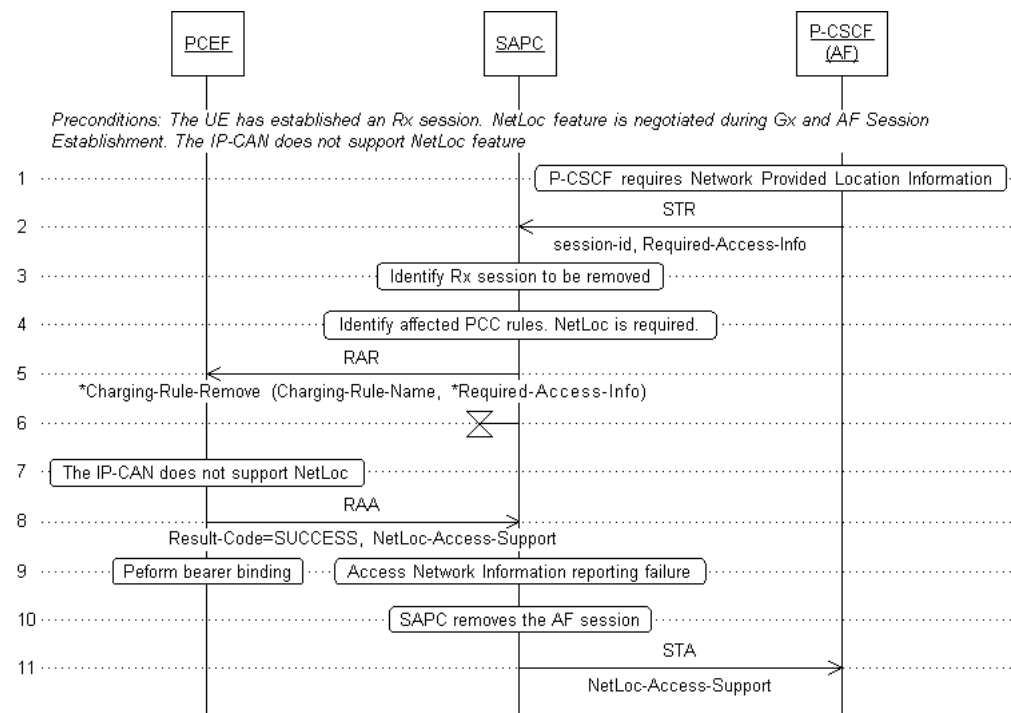 PCEF
SAPC
P-CSCF
(AF)
Preconditions: The UE has established an Rx session. NetLoc feature is negotiated during Gx and AF Session
Establishment. The IP-CAN does not support NetLoc feature
1 P-CSCF requires Network Provided Location Information
STR
2
session-id, Required-Access-Info
3 Identify Rx session to be removed
4 Identify affected PCC rules. NetLoc is required.
RAR
5
*Charging-Rule-Remove (Charging-Rule-Name, *Required-Access-Info)
6
7 The IP-CAN does not support NetLoc
RAA
8
Result-Code=SUCCESS, NetLoc-Access-Support
9 Peform bearer binding Access Network Information reporting failure
10 SAPC removes the AF session
STA
11
NetLoc-Access-Support